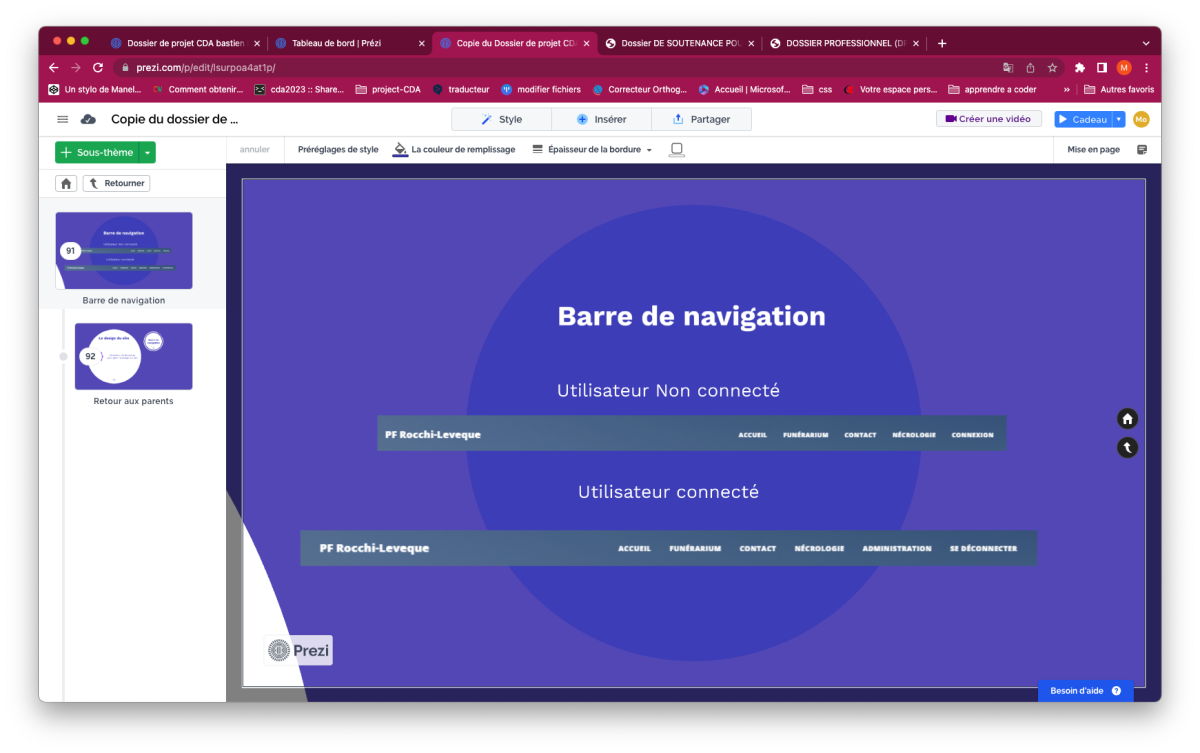 Dossier de projet CDA bastien
Tableau de bord | Prézi
Copie du Dossier de projet CD
Dossier DE SOUTENANCE POU
DOSSIER PROFESSIONNEL (D
prezi.com/p/edit/lsurpoa4at1p/
M
Un stylo de Manel...
Comment obtenir...
cda2023 :: Share...
project-CDA
traducteur
modifier fichiers
Correcteur Orthog...
Accueil | Microsof...
css
Votre espace pers...
apprendre a coder
»
Autres favoris
Copie du dossier de ...
Style
Insérer
Partager
Créer une vidéo
Cadeau
Mo
+ Sous-thème
annuler
Préréglages de style
La couleur de remplissage
Épaisseur de la bordure
Mise en page
Retourner
91
Barre de navigation
92
Le design du site
Retour aux parents
Barre de navigation
Utilisateur Non connecté
PF Rocchi-Leveque ACCUEIL FUNÉRARIUM CONTACT NÉCROLOGIE CONNEXION
Utilisateur connecté
PF Rocchi-Leveque ACCUEIL FUNÉRARIUM CONTACT NÉCROLOGIE ADMINISTRATION SE DÉCONNECTER
Prezi
Besoin d'aide ?